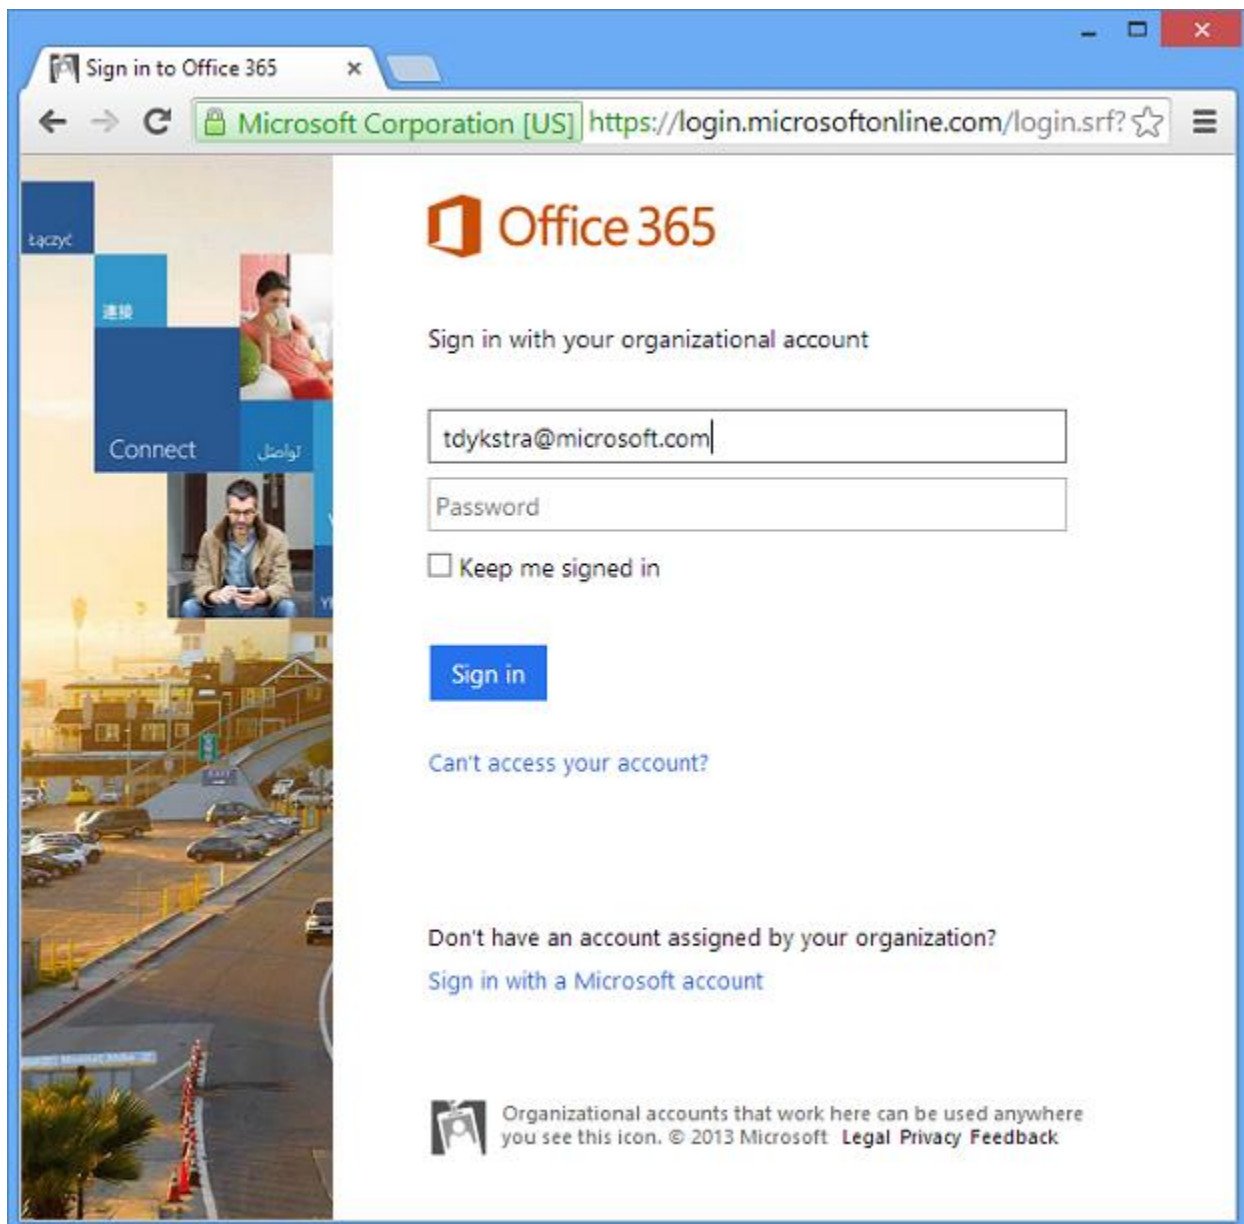 Sign in to Office 365
Microsoft Corporation [US] https://login.microsoftonline.com/login.srf?
Łączyć
連接
Connect
تواصل
Office 365
Sign in with your organizational account
tdykstra@microsoft.com
Password
Keep me signed in
Sign in
Can't access your account?
Don't have an account assigned by your organization?
Sign in with a Microsoft account
Organizational accounts that work here can be used anywhere
you see this icon. © 2013 Microsoft Legal Privacy Feedback